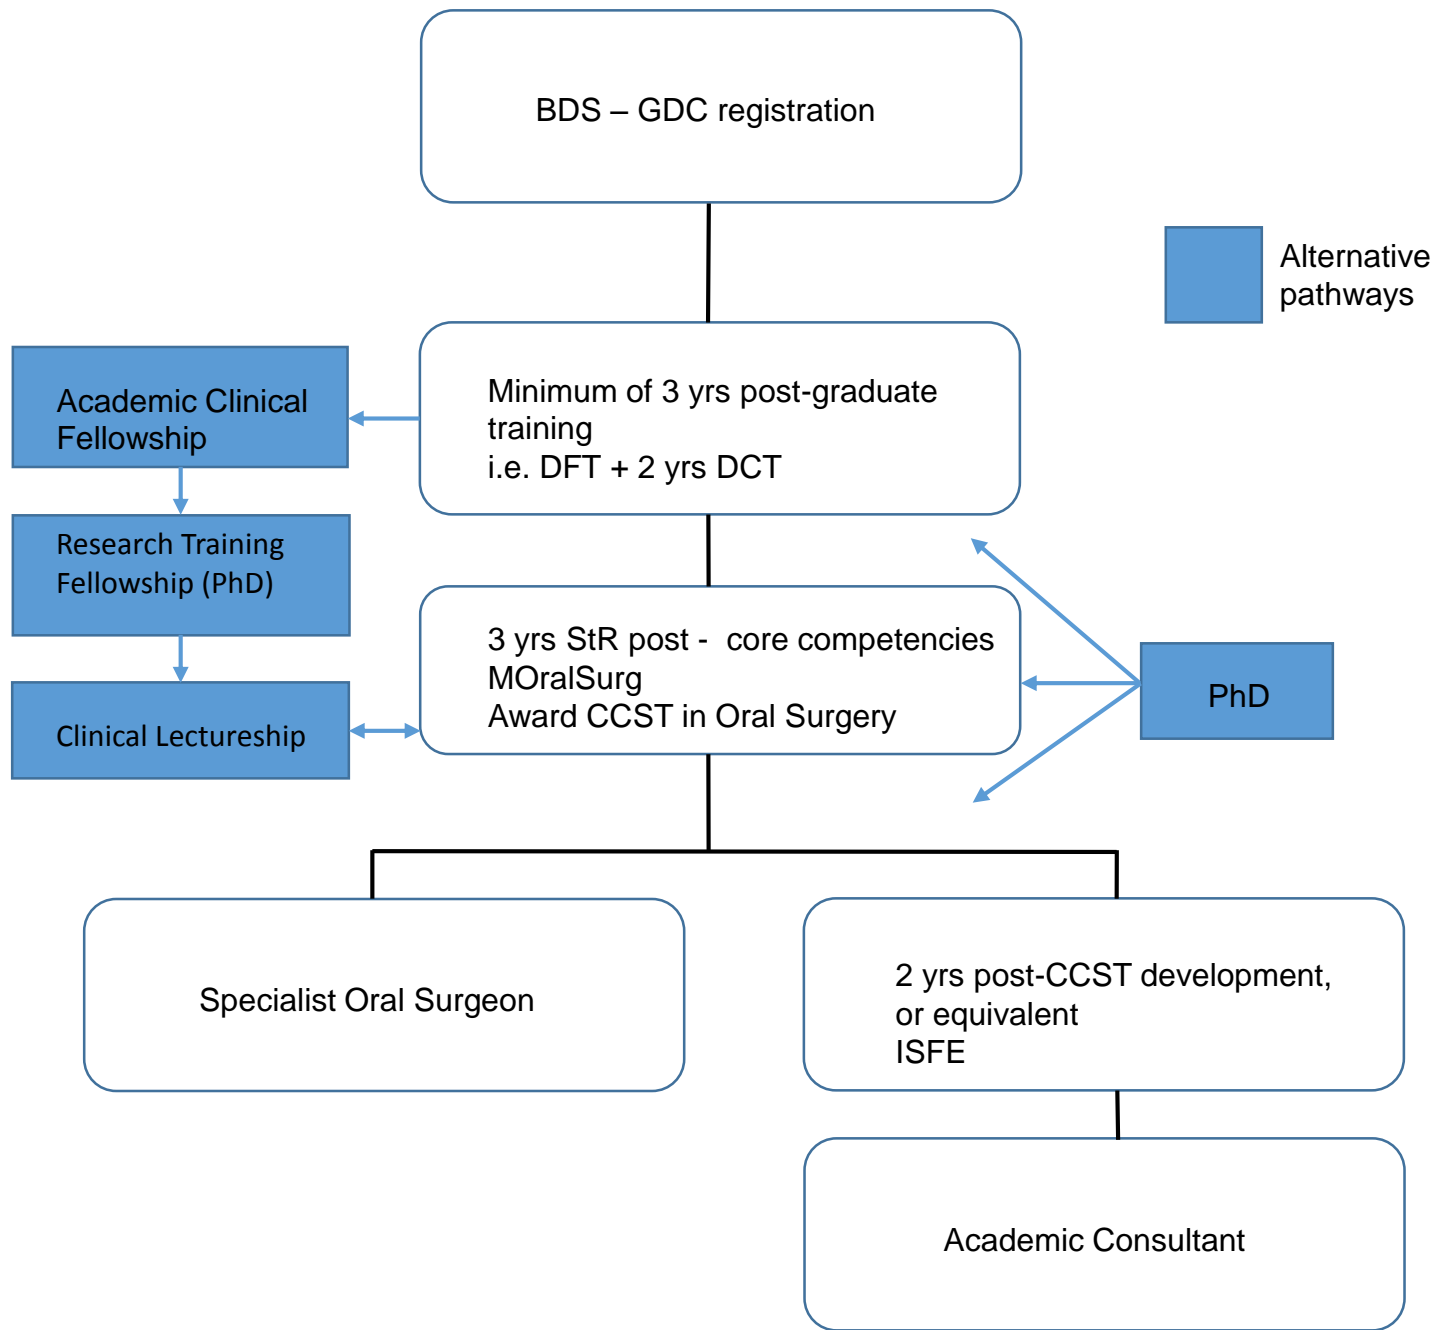 BDS – GDC registration
Alternative
pathways
Minimum of 3 yrs post-graduate
training
i.e. DFT + 2 yrs DCT
Academic Clinical
Fellowship
Research Training
Fellowship (PhD)
Clinical Lectureship
3 yrs StR post -  core competencies
MOralSurg
Award CCST in Oral Surgery
PhD
Specialist Oral Surgeon
2 yrs post-CCST development,
or equivalent
ISFE
Academic Consultant